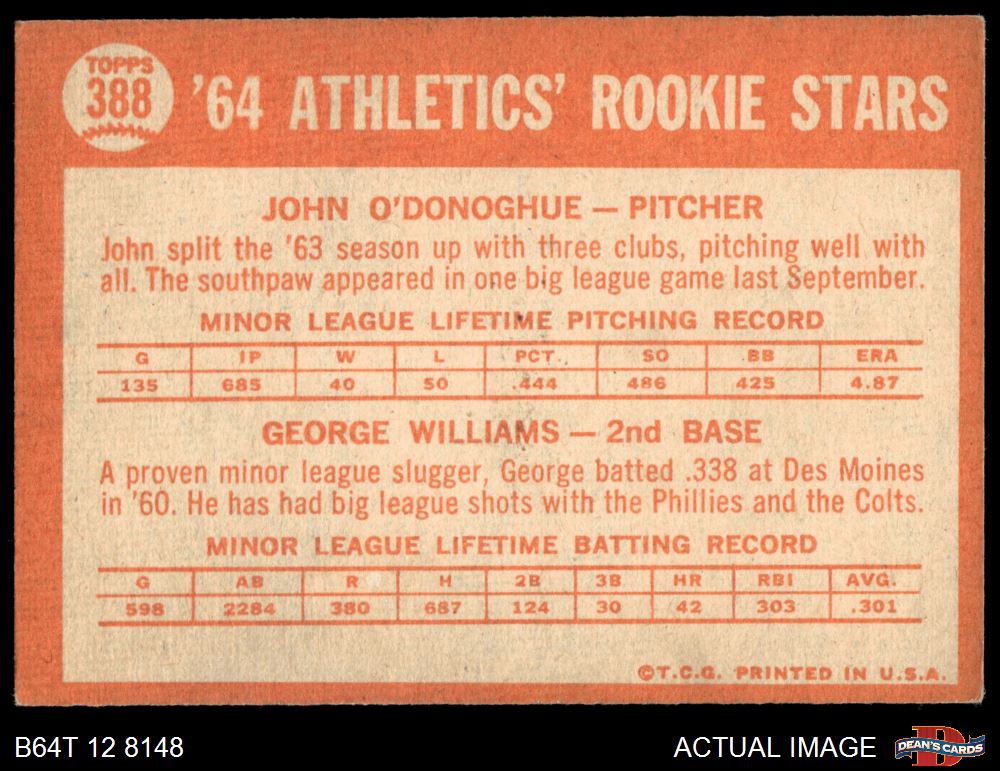 TOPPS
388
'64 ATHLETICS' ROOKIE STARS
JOHN O'DONOGHUE — PITCHER
John split the '63 season up with three clubs, pitching well with
all. The southpaw appeared in one big league game last September.
MINOR LEAGUE LIFETIME PITCHING RECORD
G IP W L PCT. SO BB ERA
135 685 40 50 .444 486 425 4.87
GEORGE WILLIAMS — 2nd BASE
A proven minor league slugger, George batted .338 at Des Moines
in '60. He has had big league shots with the Phillies and the Colts.
MINOR LEAGUE LIFETIME BATTING RECORD
G AB R H 2B 3B HR RBI AVG.
598 2284 380 687 124 30 42 303 .301
©T.C.G. PRINTED IN U.S.A.
B64T 12 8148
ACTUAL IMAGE
D
DEAN'S CARDS